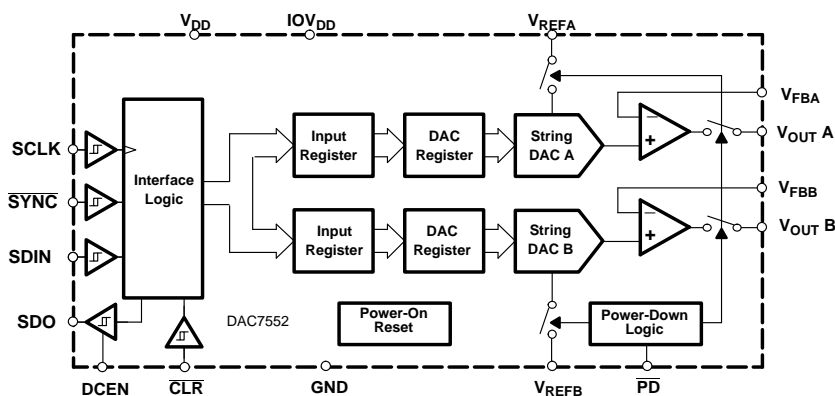 VDD
IOVDD
VREFA
VFBA
VOUT A
VFBB
VOUT B
SCLK
SYNC
SDIN
SDO
Interface
Logic
Input
Register
DAC
Register
String
DAC A
+
−
Input
Register
DAC
Register
String
DAC B
+
−
DAC7552
Power-On
Reset
Power-Down
Logic
DCEN
CLR
GND
VREFB
PD